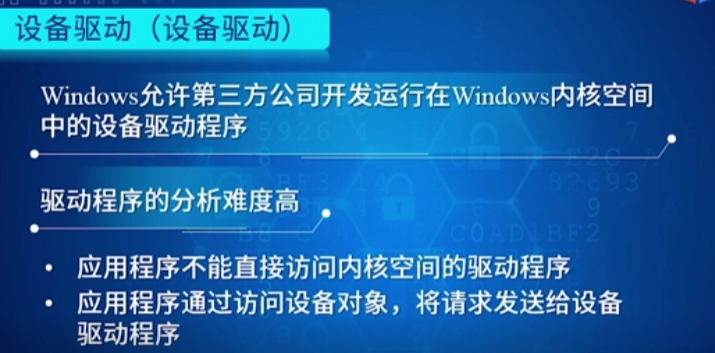 设备驱动（设备驱动）
Windows允许第三方公司开发运行在Windows内核空间
中的设备驱动程序
驱动程序的分析难度高
• 应用程序不能直接访问内核空间的驱动程序
• 应用程序通过访问设备对象，将请求发送给设备
驱动程序